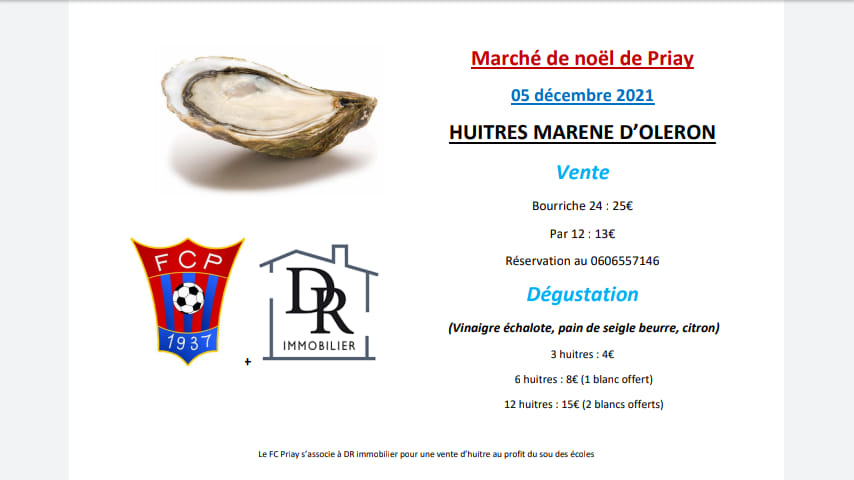 Marché de noël de Priay
05 décembre 2021
HUITRES MARENE D’OLERON
Vente
Bourriche 24 : 25€
Par 12 : 13€
Réservation au 0606557146
Dégustation
(Vinaigre échalote, pain de seigle beurre, citron)
3 huitres : 4€
6 huitres : 8€ (1 blanc offert)
12 huitres : 15€ (2 blancs offerts)
FCP
1937
+
DR
IMMOBILIER
Le FC Priay s’associe à DR immobilier pour une vente d’huitre au profit du sou des écoles